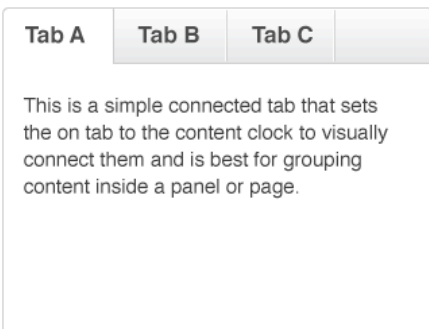 Tab A Tab B Tab C
This is a simple connected tab that sets
the on tab to the content clock to visually
connect them and is best for grouping
content inside a panel or page.